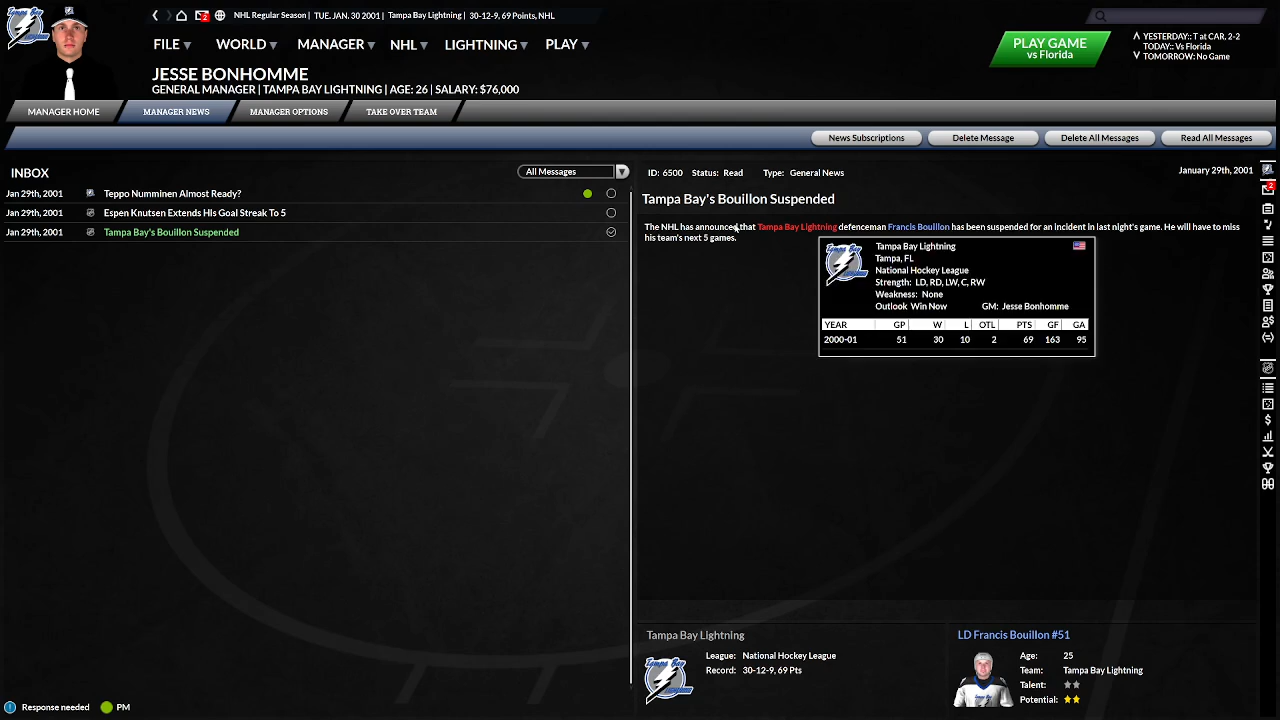 NHL Regular Season | TUE. JAN. 30 2001 | Tampa Bay Lightning | 30-12-9, 69 Points, NHL
2
FILE WORLD MANAGER NHL LIGHTNING PLAY
PLAY GAME
vs Florida
YESTERDAY:: T at CAR, 2-2
TODAY:: Vs Florida
TOMORROW: No Game
JESSE BONHOMME
GENERAL MANAGER | TAMPA BAY LIGHTNING | AGE: 26 | SALARY: $76,000
MANAGER HOME MANAGER NEWS MANAGER OPTIONS TAKE OVER TEAM
News Subscriptions Delete Message Delete All Messages Read All Messages
INBOX All Messages
Jan 29th, 2001 Teppo Numminen Almost Ready?
Jan 29th, 2001 Espen Knutsen Extends HIs Goal Streak To 5
Jan 29th, 2001 Tampa Bay's Bouillon Suspended
ID: 6500 Status: Read Type: General News January 29th, 2001
2
Tampa Bay's Bouillon Suspended
The NHL has announced that Tampa Bay Lightning defenceman Francis Bouillon has been suspended for an incident in last night's game. He will have to miss
his team's next 5 games.
Tampa Bay Lightning
Tampa, FL
National Hockey League
Strength: LD, RD, LW, C, RW
Weakness: None
Outlook Win Now GM: Jesse Bonhomme
YEAR GP W L OTL PTS GF GA
2000-01 51 30 10 2 69 163 95
Tampa Bay Lightning
League: National Hockey League
Record: 30-12-9, 69 Pts
LD Francis Bouillon #51
Age: 25
Team: Tampa Bay Lightning
Talent:
Potential:
Response needed PM